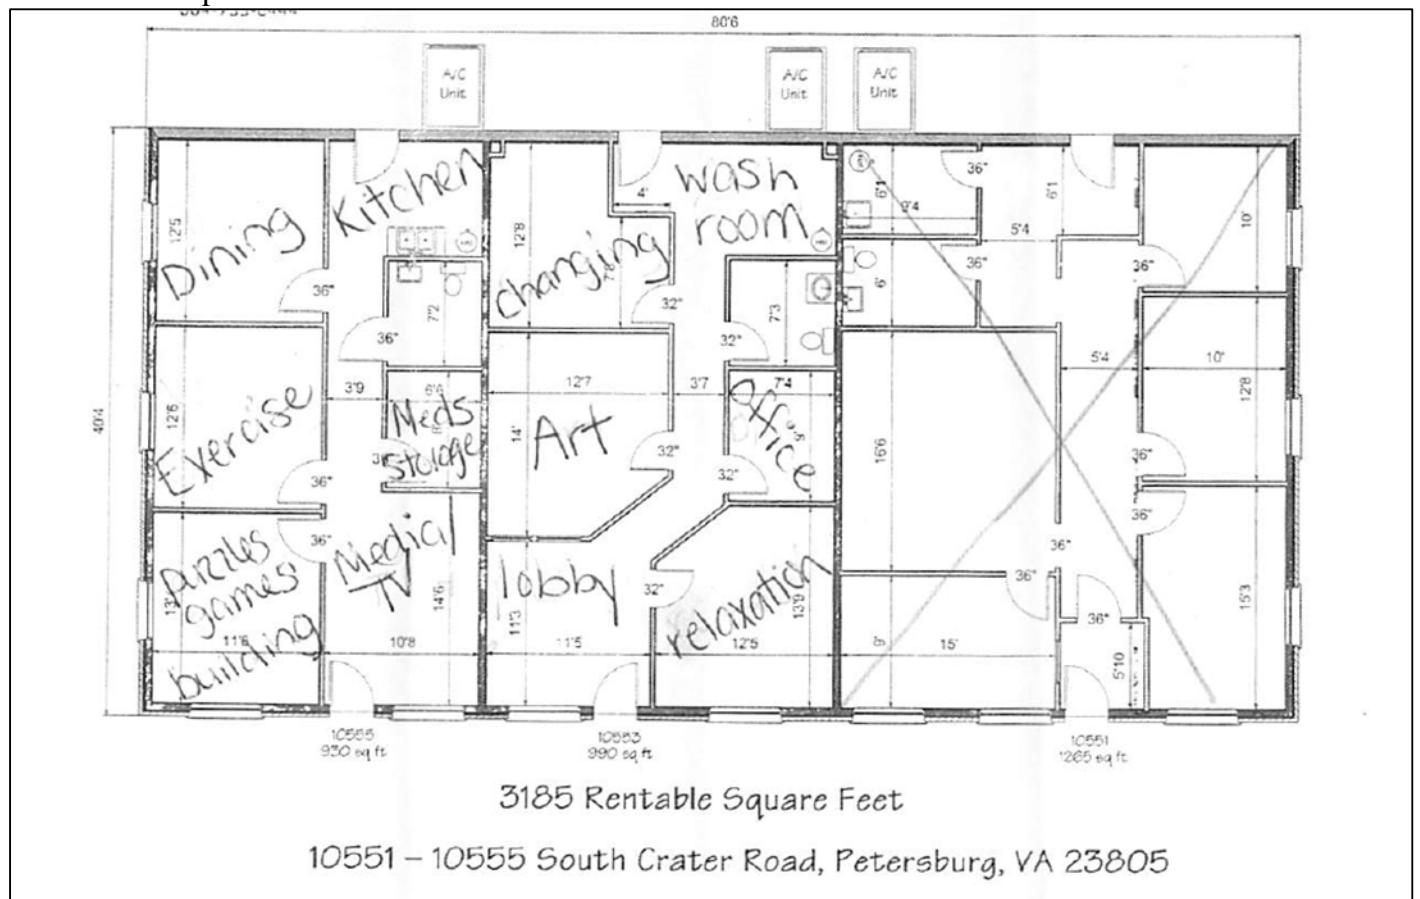 80'6
A/C
Unit
A/C
Unit
A/C
Unit
40'4
Dining
12'5
Kitchen
36"
36"
7'2
12'8
4'
changing
7'8
32"
wash
room
32"
7'3
36"
6'1
9'4
5'4
6'1
36"
6'
36"
10'
Exercise
12'6
36"
3'9
Meds
storage
12'7
14'
Art
32"
3'7
32"
7'4
Office
16'6
5'4
10'
12'8
36"
36"
puzzles
games
building
11'6
36"
Medical
TV
14'6
10'8
lobby
11'3
11'5
32"
relaxation
13'9
12'5
36"
36"
15'
36"
5'10
15'3
10555
930 sq ft
10553
990 sq ft
10551
1265 sq ft
3185 Rentable Square Feet
10551 – 10555 South Crater Road, Petersburg, VA 23805